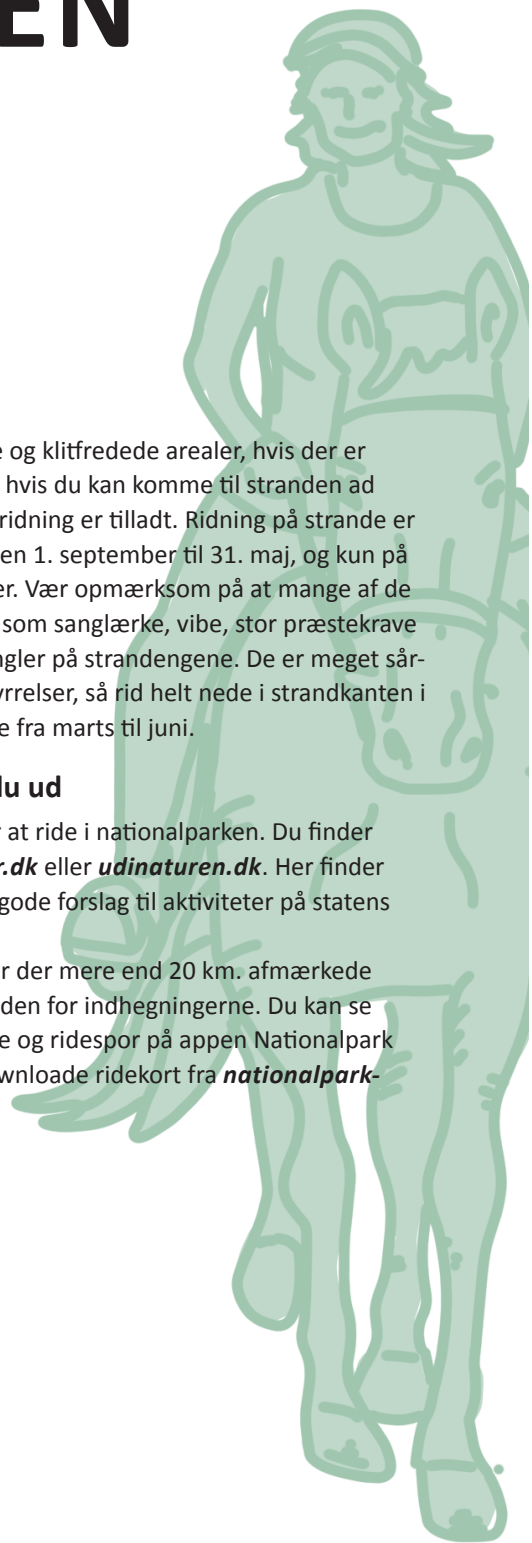 EN
e og klitfredede arealer, hvis der er
hvis du kan komme til stranden ad
ridning er tilladt. Ridning på strande er
en 1. september til 31. maj, og kun på
er. Vær opmærksom på at mange af de
som sanglærke, vibe, stor præstekrave
ngler på strandengene. De er meget sår-
yrrelser, så rid helt nede i strandkanten i
e fra marts til juni.
du ud
r at ride i nationalparken. Du finder
r.dk eller udinaturen.dk. Her finder
gode forslag til aktiviteter på statens
r der mere end 20 km. afmærkede
den for indhegningerne. Du kan se
e og ridespor på appen Nationalpark
wnloade ridekort fra nationalpark-